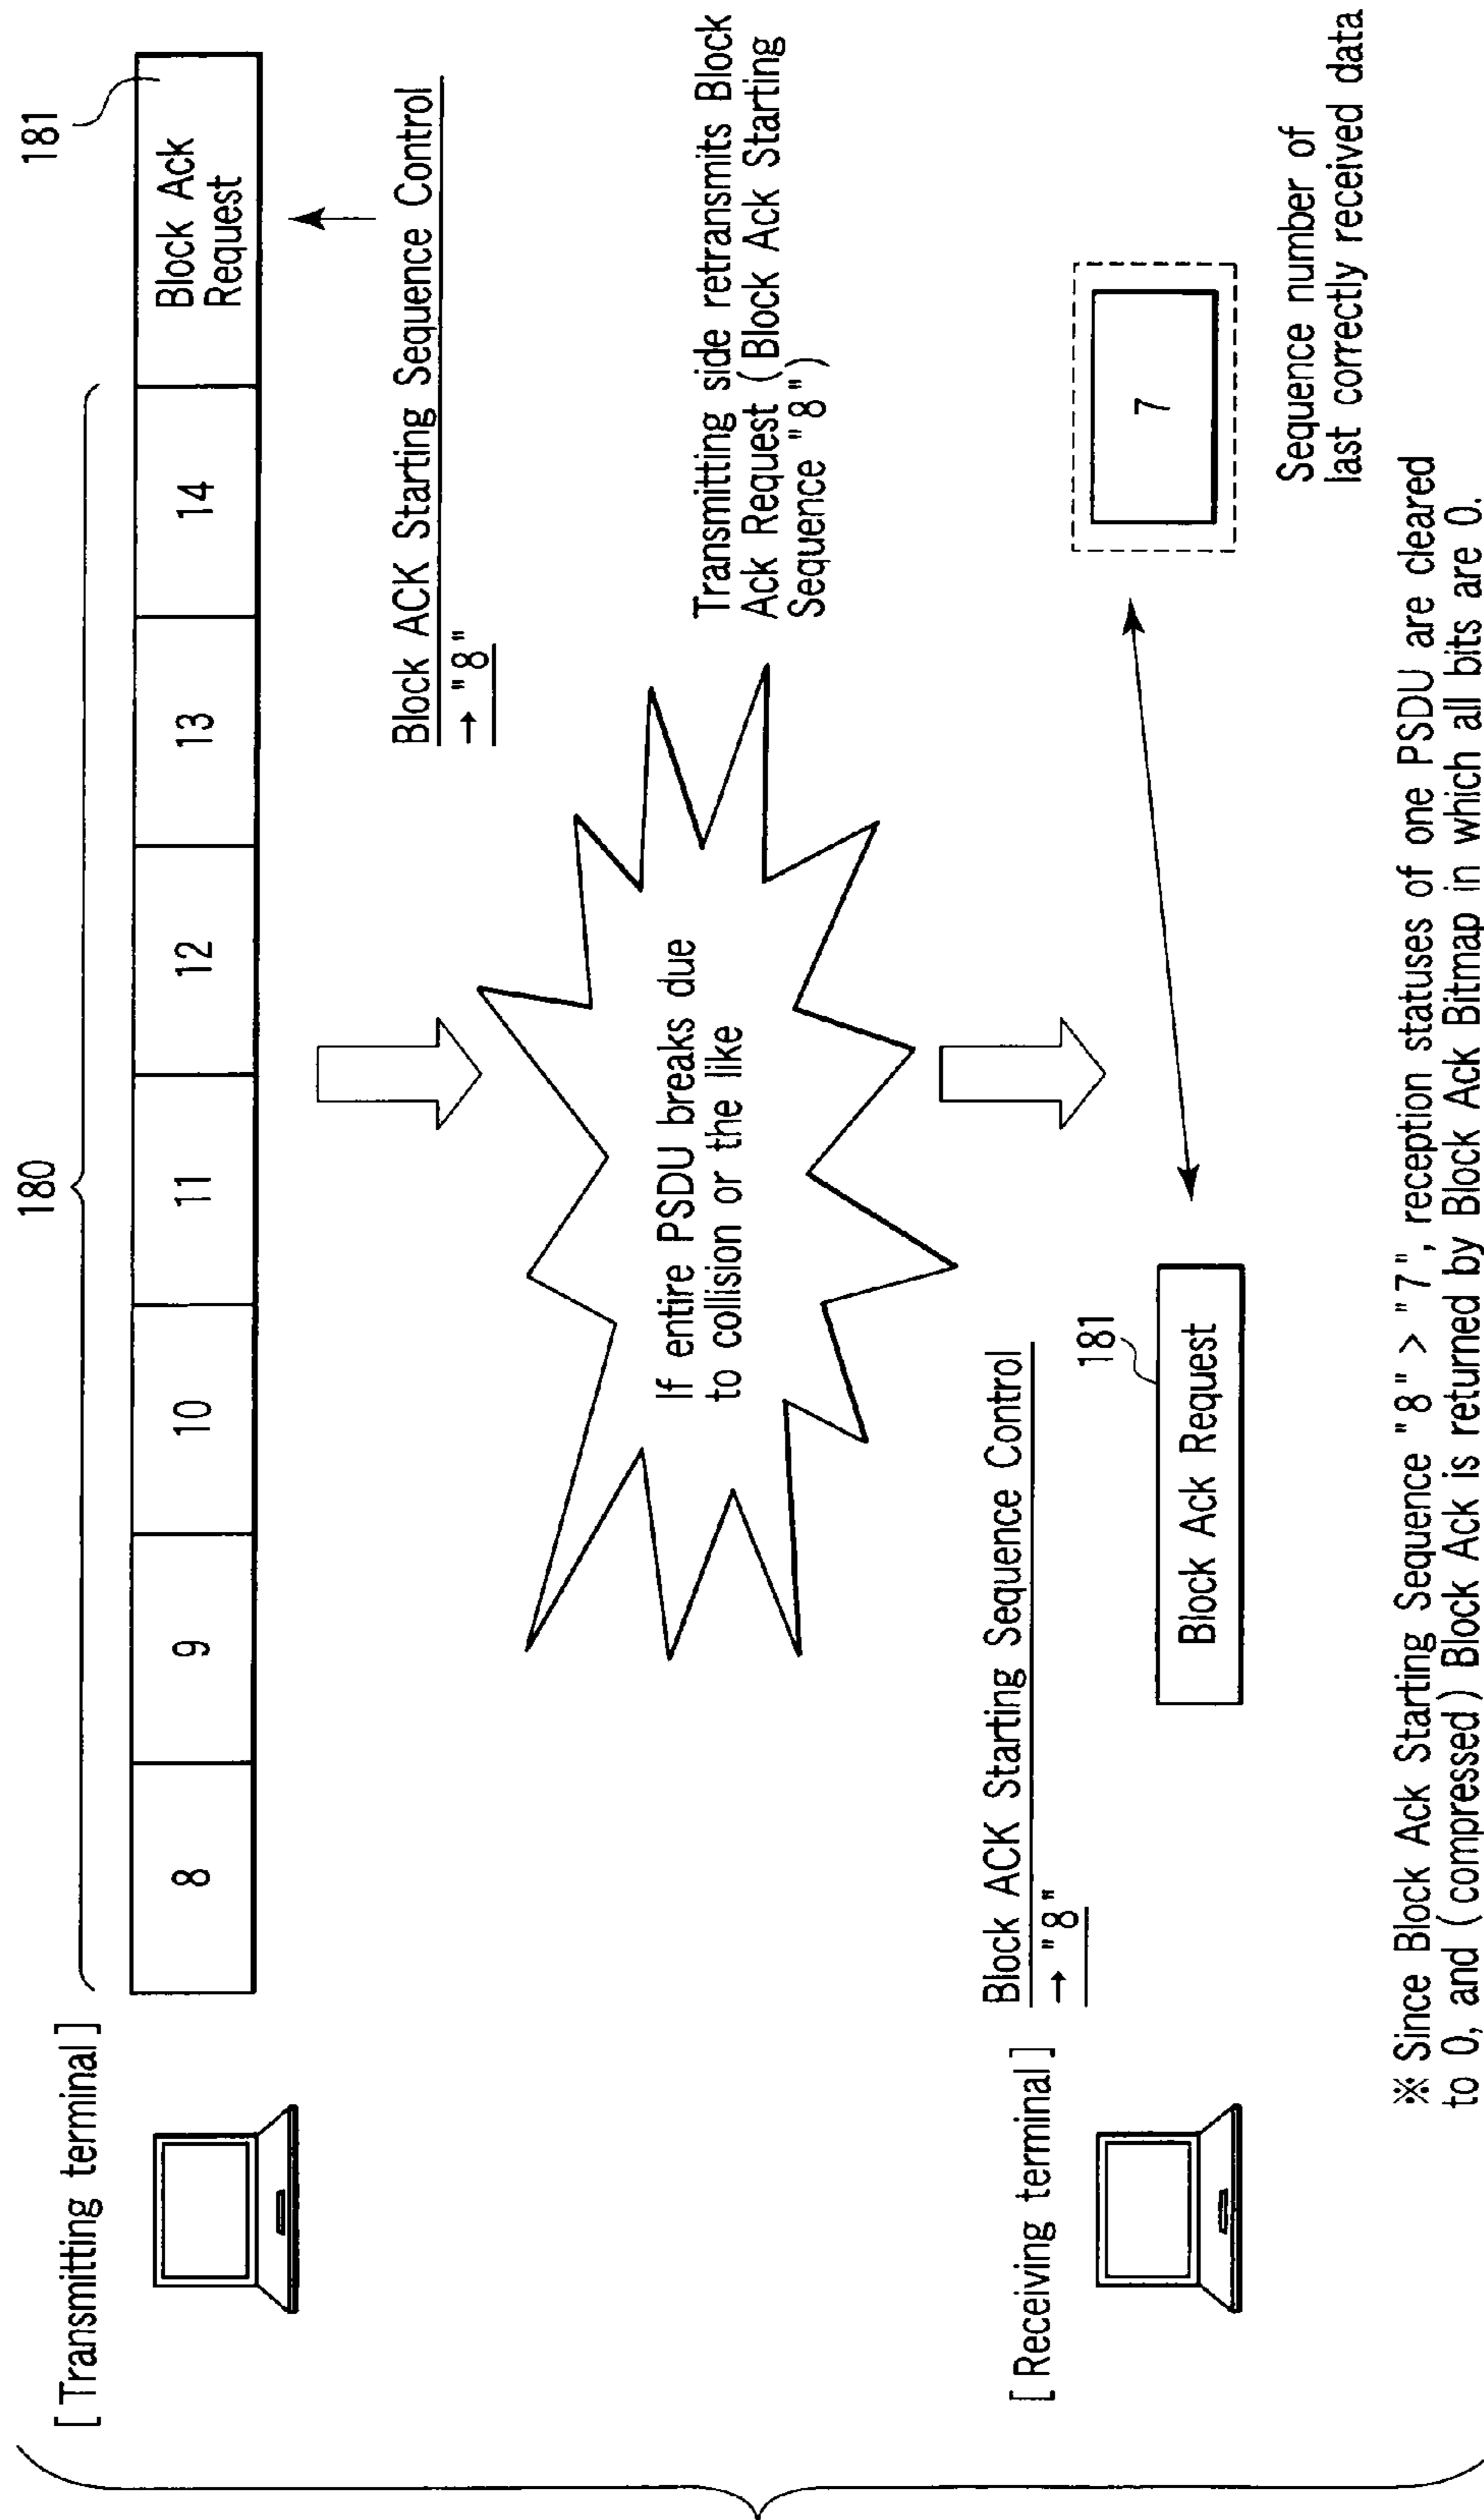 [Transmitting terminal]
180
181
8
9
10
11
12
13
14
Block Ack
Request
Block ACK Starting Sequence Control
→ "8"
If entire PSDU breaks due
to collision or the like
Transmitting side retransmits Block
Ack Request (Block Ack Starting
Sequence "8")
[Receiving terminal]
Block ACK Starting Sequence Control
→ "8"
181
Block Ack Request
7
Sequence number of
last correctly received data
※ Since Block Ack Starting Sequence "8" > "7", reception statuses of one PSDU are cleared
to 0, and (compressed) Block Ack is returned by Block Ack Bitmap in which all bits are 0.